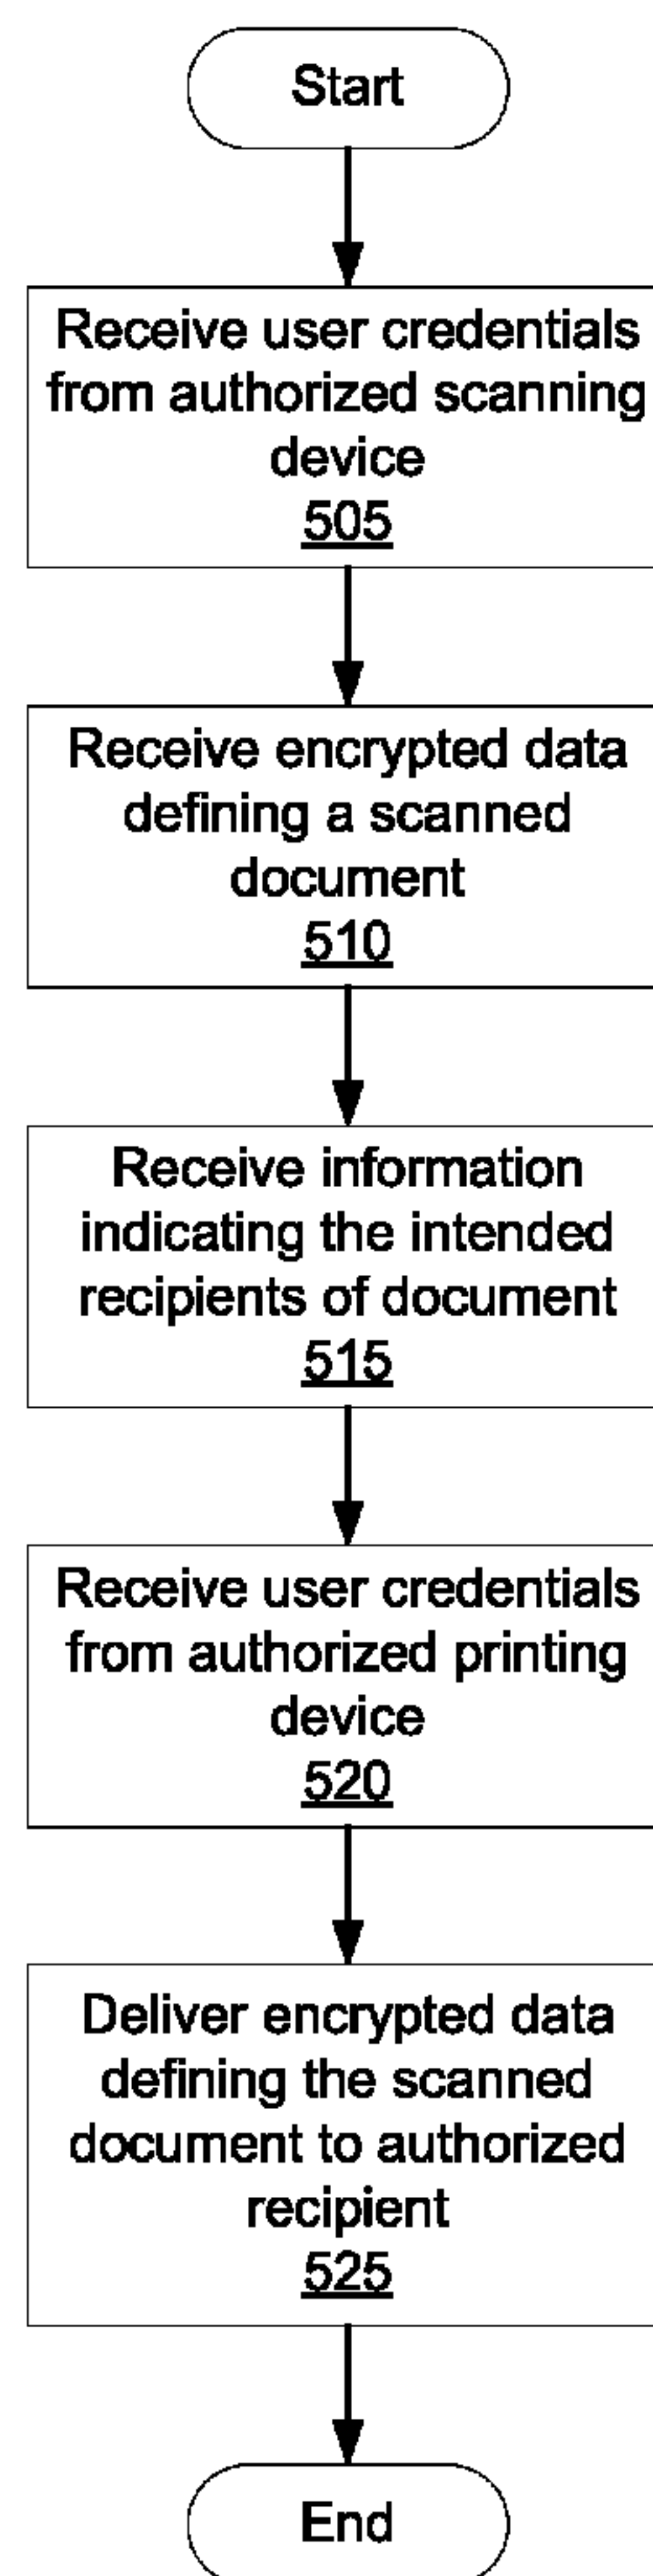 Start
Receive user credentials
from authorized scanning
device
505
Receive encrypted data
defining a scanned
document
510
Receive information
indicating the intended
recipients of document
515
Receive user credentials
from authorized printing
device
520
Deliver encrypted data
defining the scanned
document to authorized
recipient
525
End